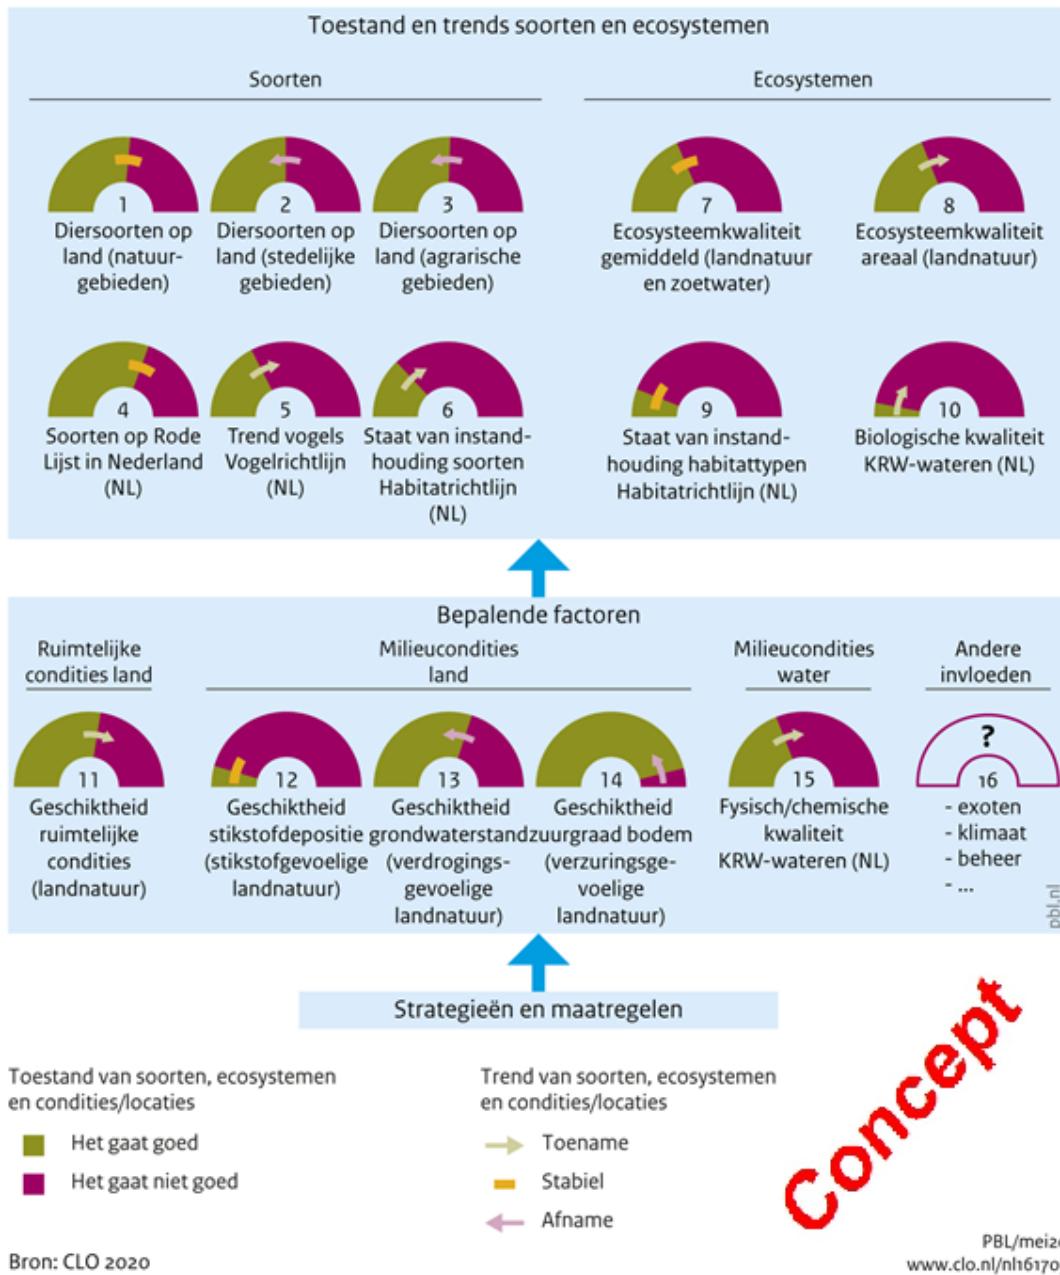 Toestand en trends soorten en ecosystemen
Soorten
Ecosystemen
1
Diersoorten op
land (natuur-
gebieden)
2
Diersoorten op
land (stedelijke
gebieden)
3
Diersoorten op
land (agrarische
gebieden)
7
Ecosysteemkwaliteit
gemiddeld (landnatuur
en zoetwater)
8
Ecosysteemkwaliteit
areaal (landnatuur)
4
Soorten op Rode
Lijst in Nederland
(NL)
5
Trend vogels
Vogelrichtlijn
(NL)
6
Staat van instand-
houding soorten
Habitatrichtlijn
(NL)
9
Staat van instand-
houding habitattypen
Habitatrichtlijn (NL)
10
Biologische kwaliteit
KRW-wateren (NL)
Bepalende factoren
Ruimtelijke
condities land
Milieucondities
land
Milieucondities
water
Andere
invloeden
11
Geschiktheid
ruimtelijke
condities
(landnatuur)
12
Geschiktheid
stikstofdepositie
(stikstofgevoelige
landnatuur)
13
Geschiktheid
grondwaterstand
(verdrogings-
gevoelige
landnatuur)
14
Geschiktheid
zuurgraad bodem
(verzuringsge-
voelige
landnatuur)
15
Fysisch/chemische
kwaliteit
KRW-wateren (NL)
?
16
- exoten
- klimaat
- beheer
- ...
pbl.nl
Strategieën en maatregelen
Toestand van soorten, ecosystemen
en condities/locaties
Het gaat goed
Het gaat niet goed
Trend van soorten, ecosystemen
en condities/locaties
Toename
Stabiel
Afname
Concept
Bron: CLO 2020
PBL/mei20
www.clo.nl/nl16170